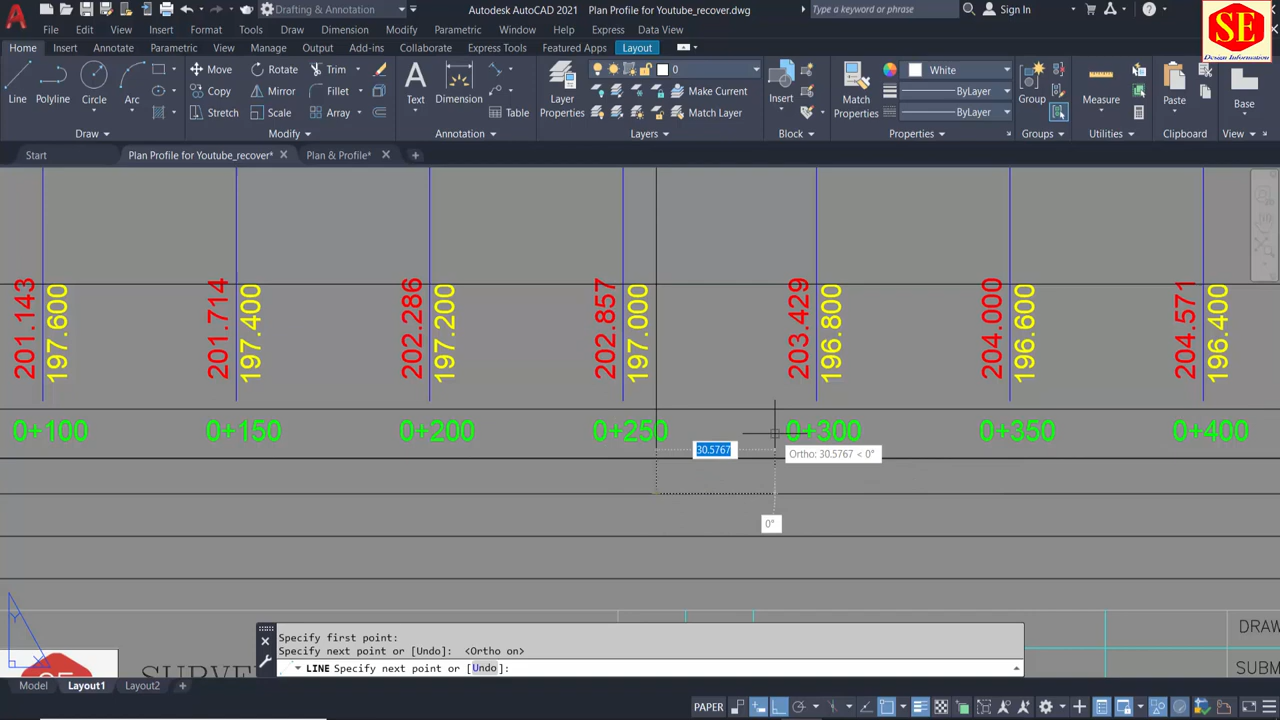 Drafting & Annotation
Autodesk AutoCAD 2021 Plan Profile for Youtube_recover.dwg
Type a keyword or phrase
Sign In
SE
Design Information
File Edit View Insert Format Tools Draw Dimension Modify Parametric Window Help Express Data View
Home Insert Annotate Parametric View Manage Output Add-ins Collaborate Express Tools Featured Apps Layout
Line Polyline Circle Arc
Move Rotate Trim
Copy Mirror Fillet
Stretch Scale Array
Text Dimension
Table
Layer Properties
0
Make Current
Match Layer
Insert
Match Properties
White
ByLayer
ByLayer
Group
Measure
Paste
Base
Draw Modify Annotation Layers Block Properties Groups Utilities Clipboard View
Start Plan Profile for Youtube_recover* Plan & Profile*
201.143 197.600 201.714 197.400 202.286 197.200 202.857 197.000 203.429 196.800 204.000 196.600 204.571 196.400
0+100 0+150 0+200 0+250 0+300 0+350 0+400
30.5767
Ortho: 30.5767 < 0°
0°
Y
X
SE
SURVE
DRAW
SUBM
Specify first point:
Specify next point or [Undo]: <Ortho on>
LINE Specify next point or [Undo]:
Model Layout1 Layout2
PAPER